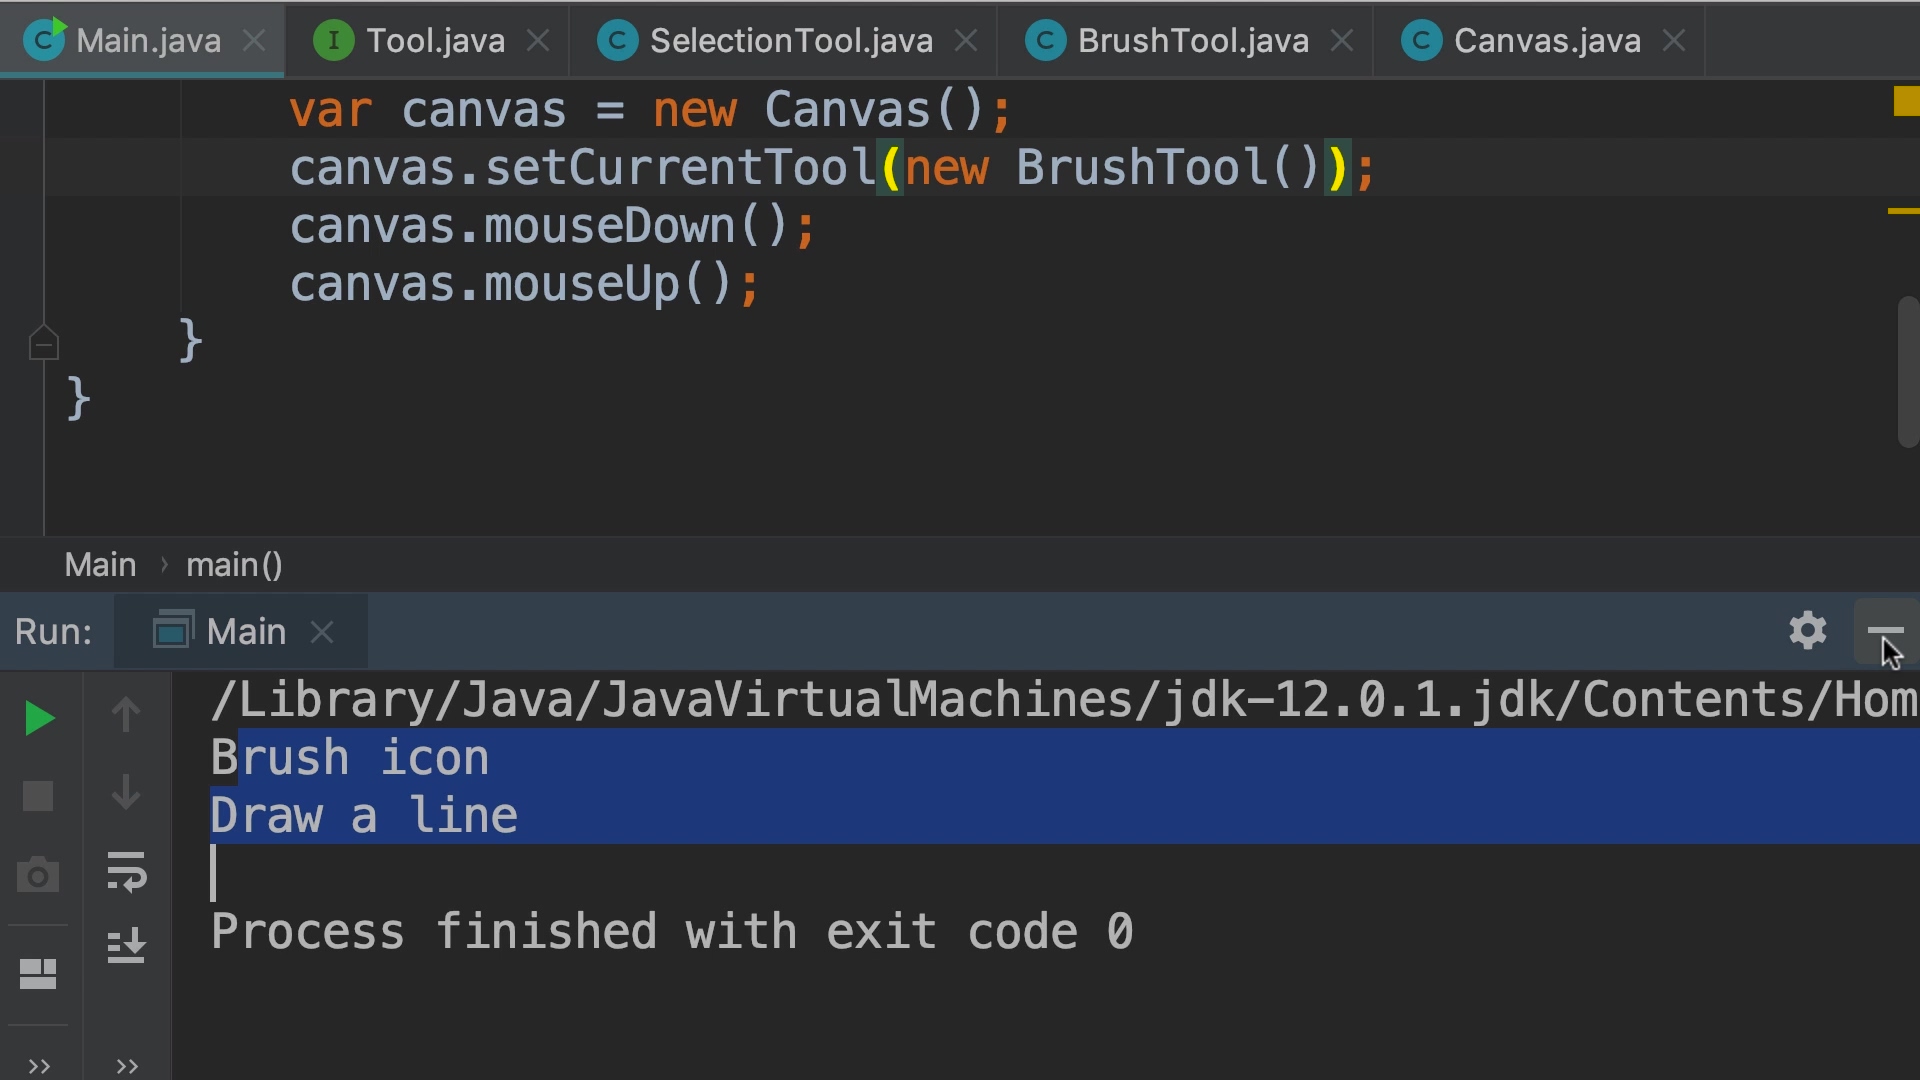 Main.java Tool.java SelectionTool.java BrushTool.java Canvas.java
var canvas = new Canvas();
canvas.setCurrentTool(new BrushTool());
canvas.mouseDown();
canvas.mouseUp();
}
}
Main › main()
Run: Main
/Library/Java/JavaVirtualMachines/jdk-12.0.1.jdk/Contents/Hom
Brush icon
Draw a line
Process finished with exit code 0